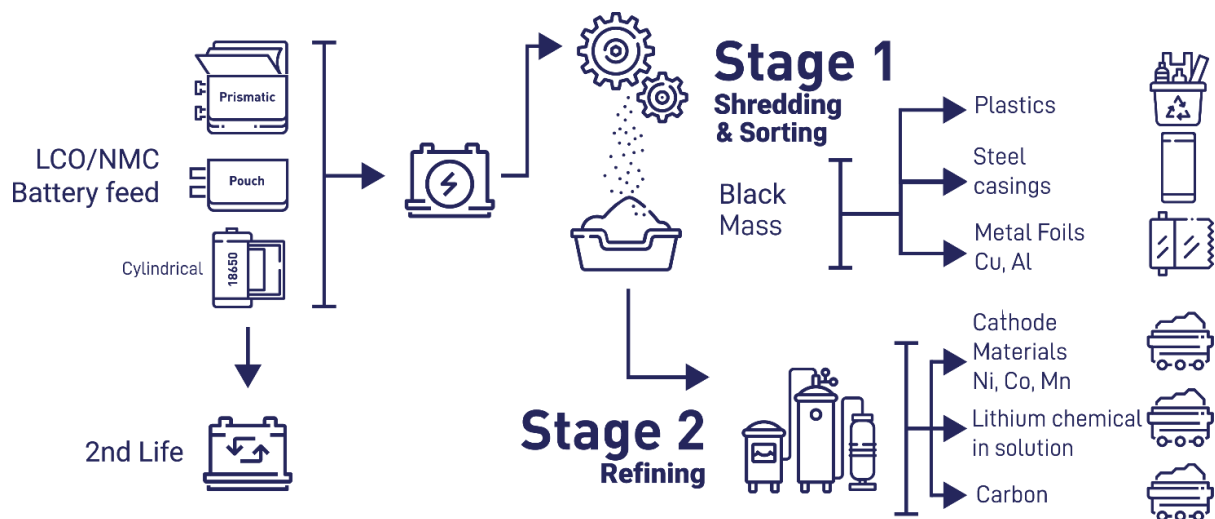 LCO/NMC
Battery feed
Prismatic
Pouch
Cylindrical
18650
2nd Life
Stage 1
Shredding
& Sorting
Black
Mass
Plastics
Steel
casings
Metal Foils
Cu, Al
Stage 2
Refining
Cathode
Materials
Ni, Co, Mn
Lithium chemical
in solution
Carbon